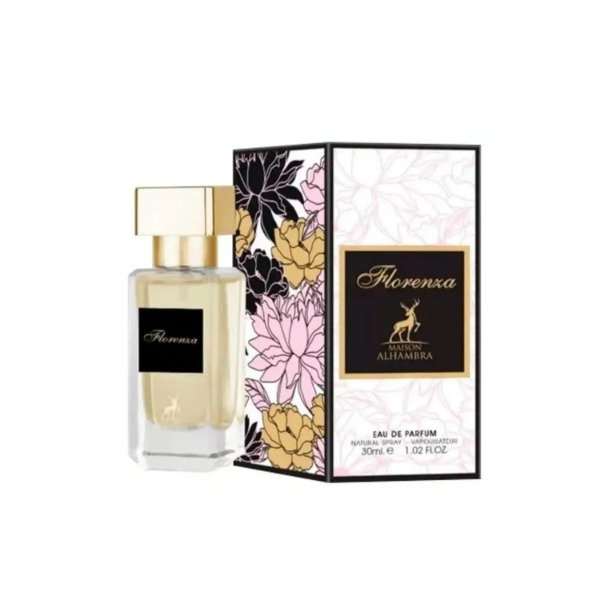 Florenza
Florenza
MAISON
ALHAMBRA
EAU DE PARFUM
NATURAL SPRAY - VAPORISATEUR
30ml. e 1.02 FL.OZ.